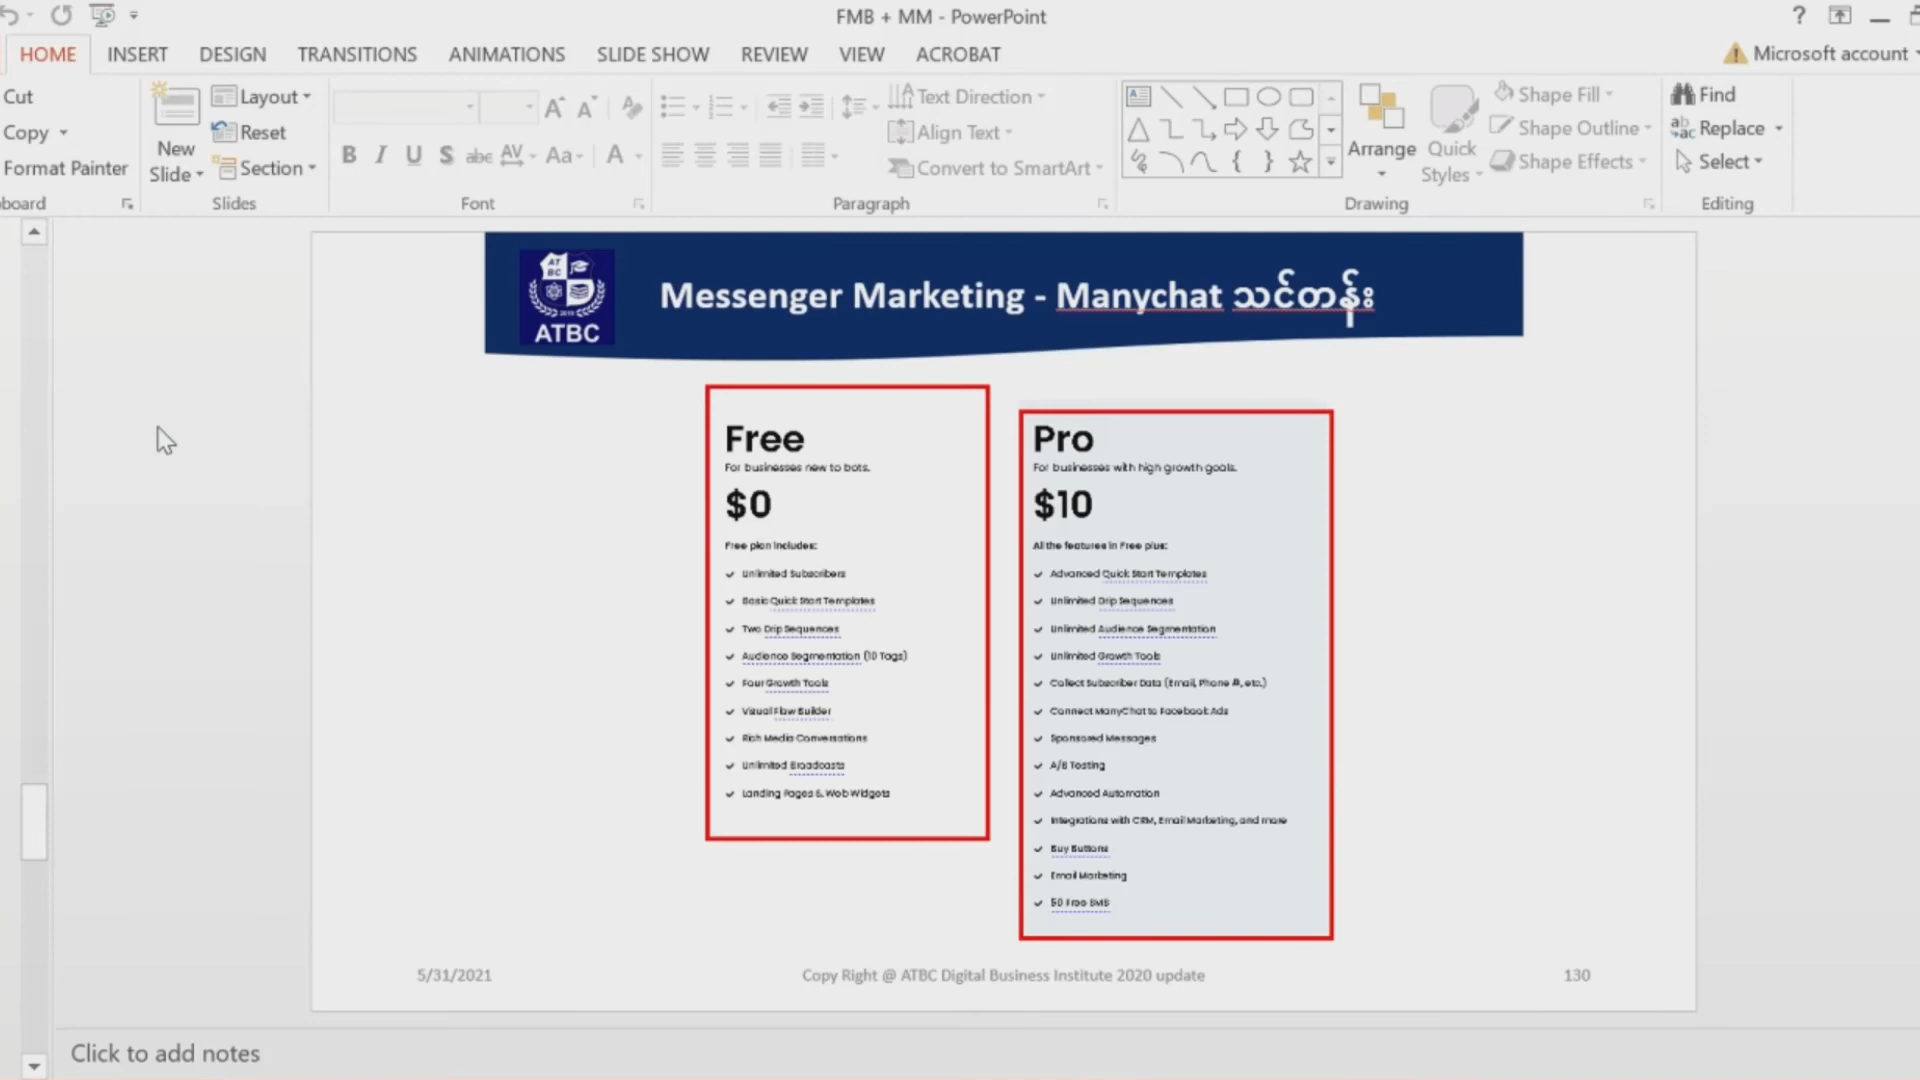 FMB + MM - PowerPoint
?
HOME INSERT DESIGN TRANSITIONS ANIMATIONS SLIDE SHOW REVIEW VIEW ACROBAT
Microsoft account
Cut
Copy
Format Painter
board
New
Slide
Layout
Reset
Section
Slides
B I U S abc AV Aa A
Font
Text Direction
Align Text
Convert to SmartArt
Paragraph
Arrange
Quick
Styles
Shape Fill
Shape Outline
Shape Effects
Drawing
Find
Replace
Select
Editing
AT
BC
2019
ATBC
Messenger Marketing - Manychat သင်တန်း
Free
For businesses new to bots.
$0
Free plan includes:
Unlimited Subscribers
Basic Quick Start Templates
Two Drip Sequences
Audience Segmentation (10 Tags)
Four Growth Tools
Visual Flow Builder
Rich Media Conversations
Unlimited Broadcasts
Landing Pages & Web Widgets
Pro
For businesses with high growth goals.
$10
All the features in Free plus:
Advanced Quick Start Templates
Unlimited Drip Sequences
Unlimited Audience Segmentation
Unlimited Growth Tools
Collect Subscriber Data (Email, Phone #, etc.)
Connect ManyChat to Facebook Ads
Sponsored Messages
A/B Testing
Advanced Automation
Integrations with CRM, Email Marketing, and more
Buy Buttons
Email Marketing
50 Free SMS
5/31/2021
Copy Right @ ATBC Digital Business Institute 2020 update
130
Click to add notes